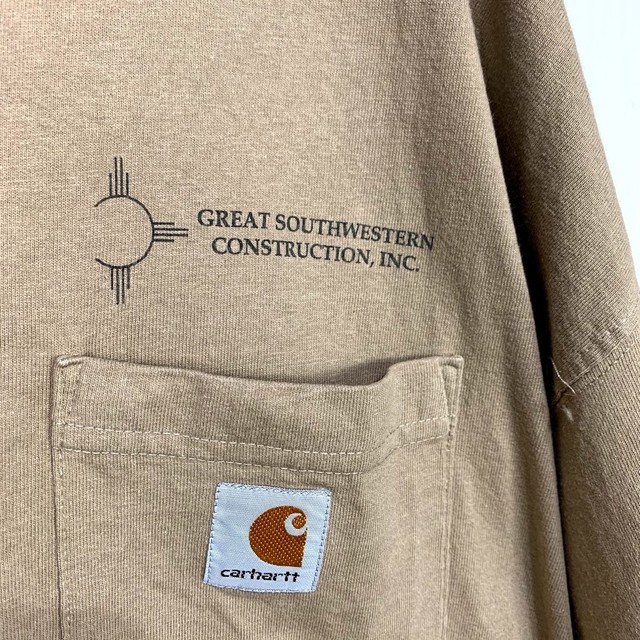 GREAT SOUTHWESTERN
CONSTRUCTION, INC.
carhartt